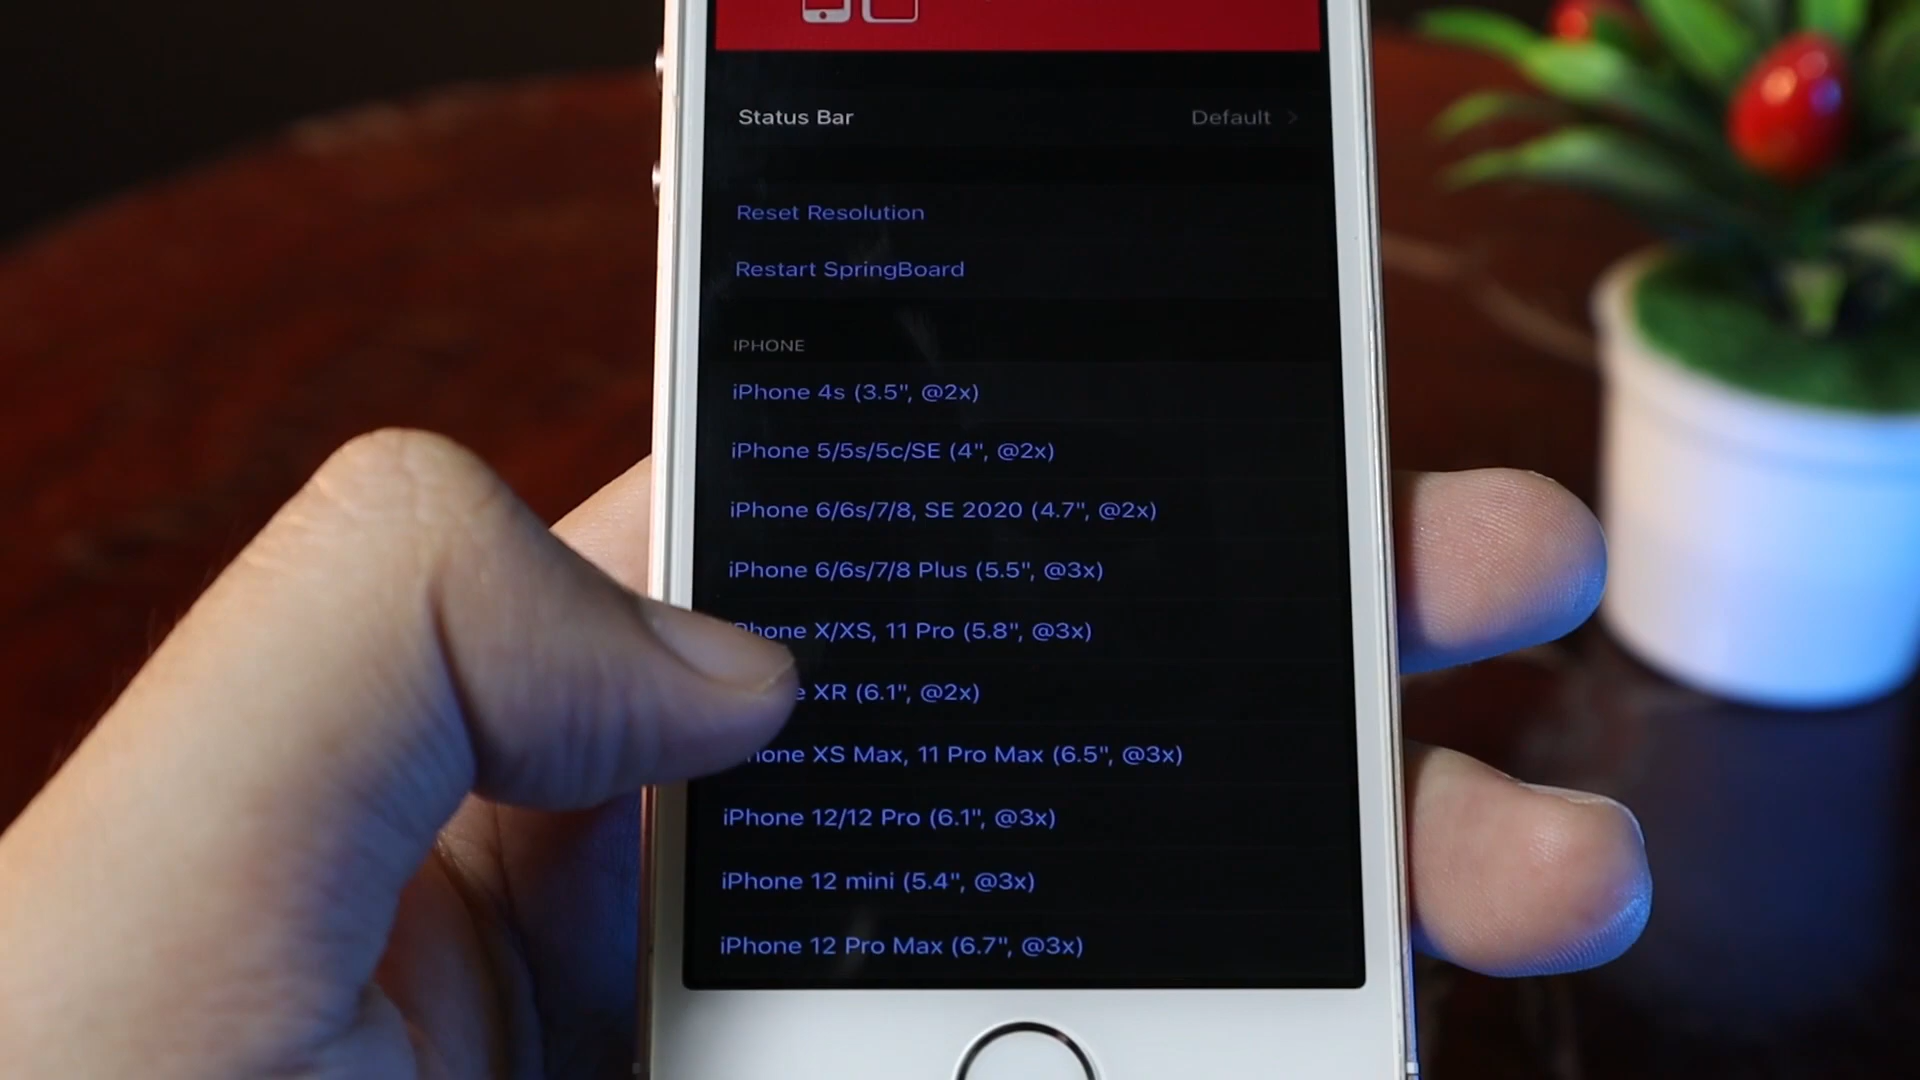 Status Bar Default
Reset Resolution
Restart SpringBoard
IPHONE
iPhone 4s (3.5", @2x)
iPhone 5/5s/5c/SE (4", @2x)
iPhone 6/6s/7/8, SE 2020 (4.7", @2x)
iPhone 6/6s/7/8 Plus (5.5", @3x)
iPhone X/XS, 11 Pro (5.8", @3x)
XR (6.1", @2x)
iPhone XS Max, 11 Pro Max (6.5", @3x)
iPhone 12/12 Pro (6.1", @3x)
iPhone 12 mini (5.4", @3x)
iPhone 12 Pro Max (6.7", @3x)